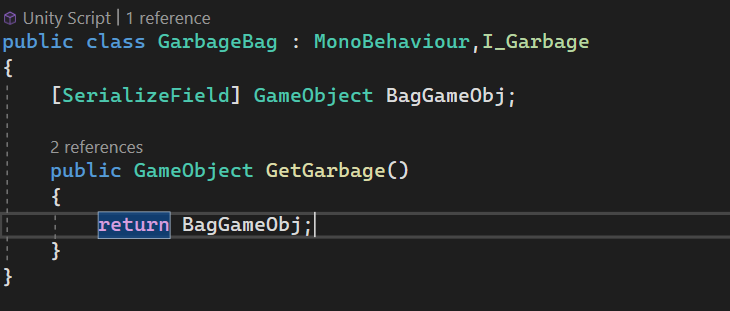 Unity Script | 1 reference
public class GarbageBag : MonoBehaviour,I_Garbage
{
[SerializeField] GameObject BagGameObj;
2 references
public GameObject GetGarbage()
{
return BagGameObj;
}
}